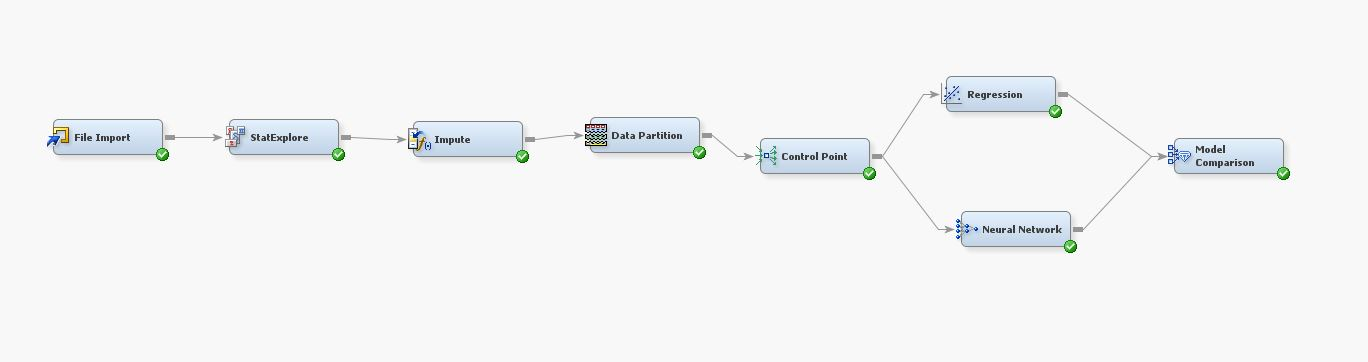 File Import
StatExplore
Impute
Data Partition
Control Point
Regression
Neural Network
Model
Comparison